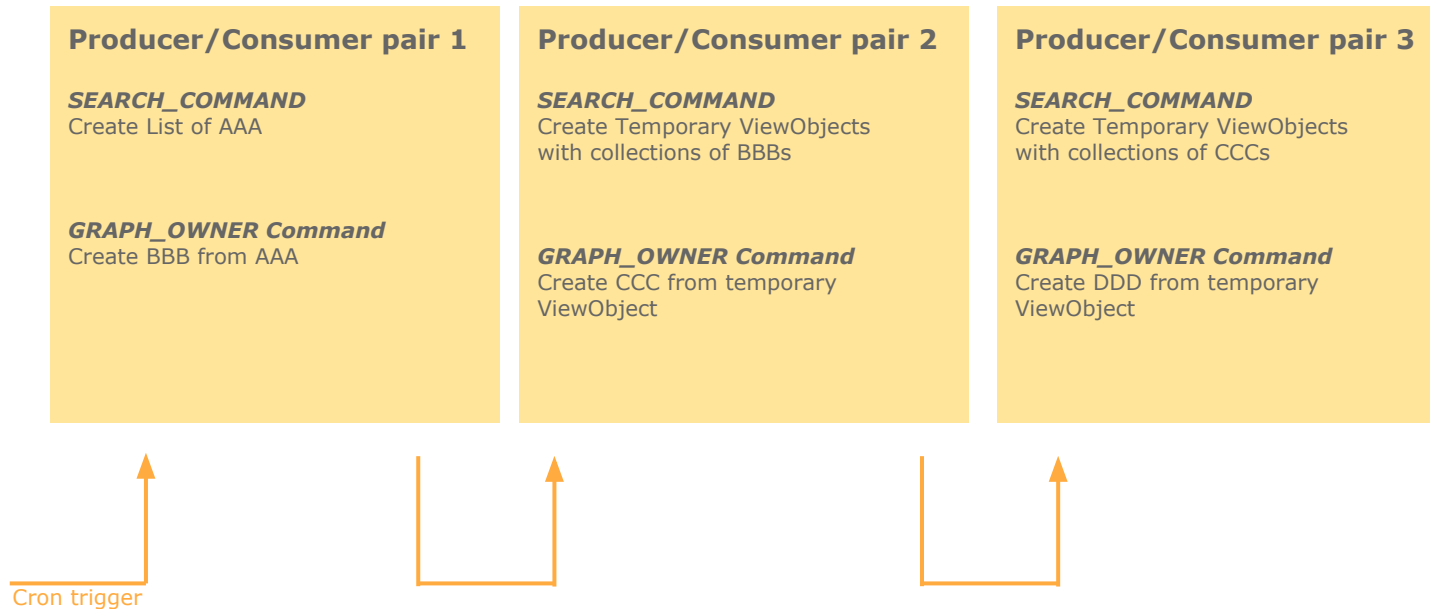 Producer/Consumer pair 1
SEARCH_COMMAND
Create List of AAA
GRAPH_OWNER Command
Create BBB from AAA
Producer/Consumer pair 2
SEARCH_COMMAND
Create Temporary ViewObjects
with collections of BBBs
GRAPH_OWNER Command
Create CCC from temporary
ViewObject
Producer/Consumer pair 3
SEARCH_COMMAND
Create Temporary ViewObjects
with collections of CCCs
GRAPH_OWNER Command
Create DDD from temporary
ViewObject
Cron trigger